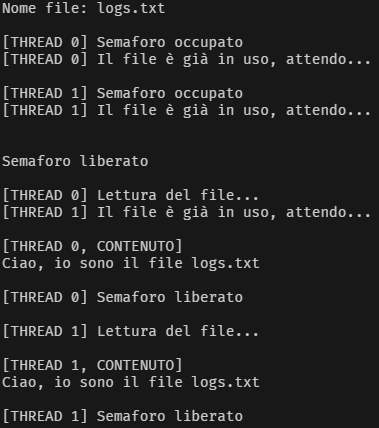 Nome file: logs.txt
[THREAD 0] Semaforo occupato
[THREAD 0] Il file è già in uso, attendo...
[THREAD 1] Semaforo occupato
[THREAD 1] Il file è già in uso, attendo...
Semaforo liberato
[THREAD 0] Lettura del file...
[THREAD 1] Il file è già in uso, attendo...
[THREAD 0, CONTENUTO]
Ciao, io sono il file logs.txt
[THREAD 0] Semaforo liberato
[THREAD 1] Lettura del file...
[THREAD 1, CONTENUTO]
Ciao, io sono il file logs.txt
[THREAD 1] Semaforo liberato